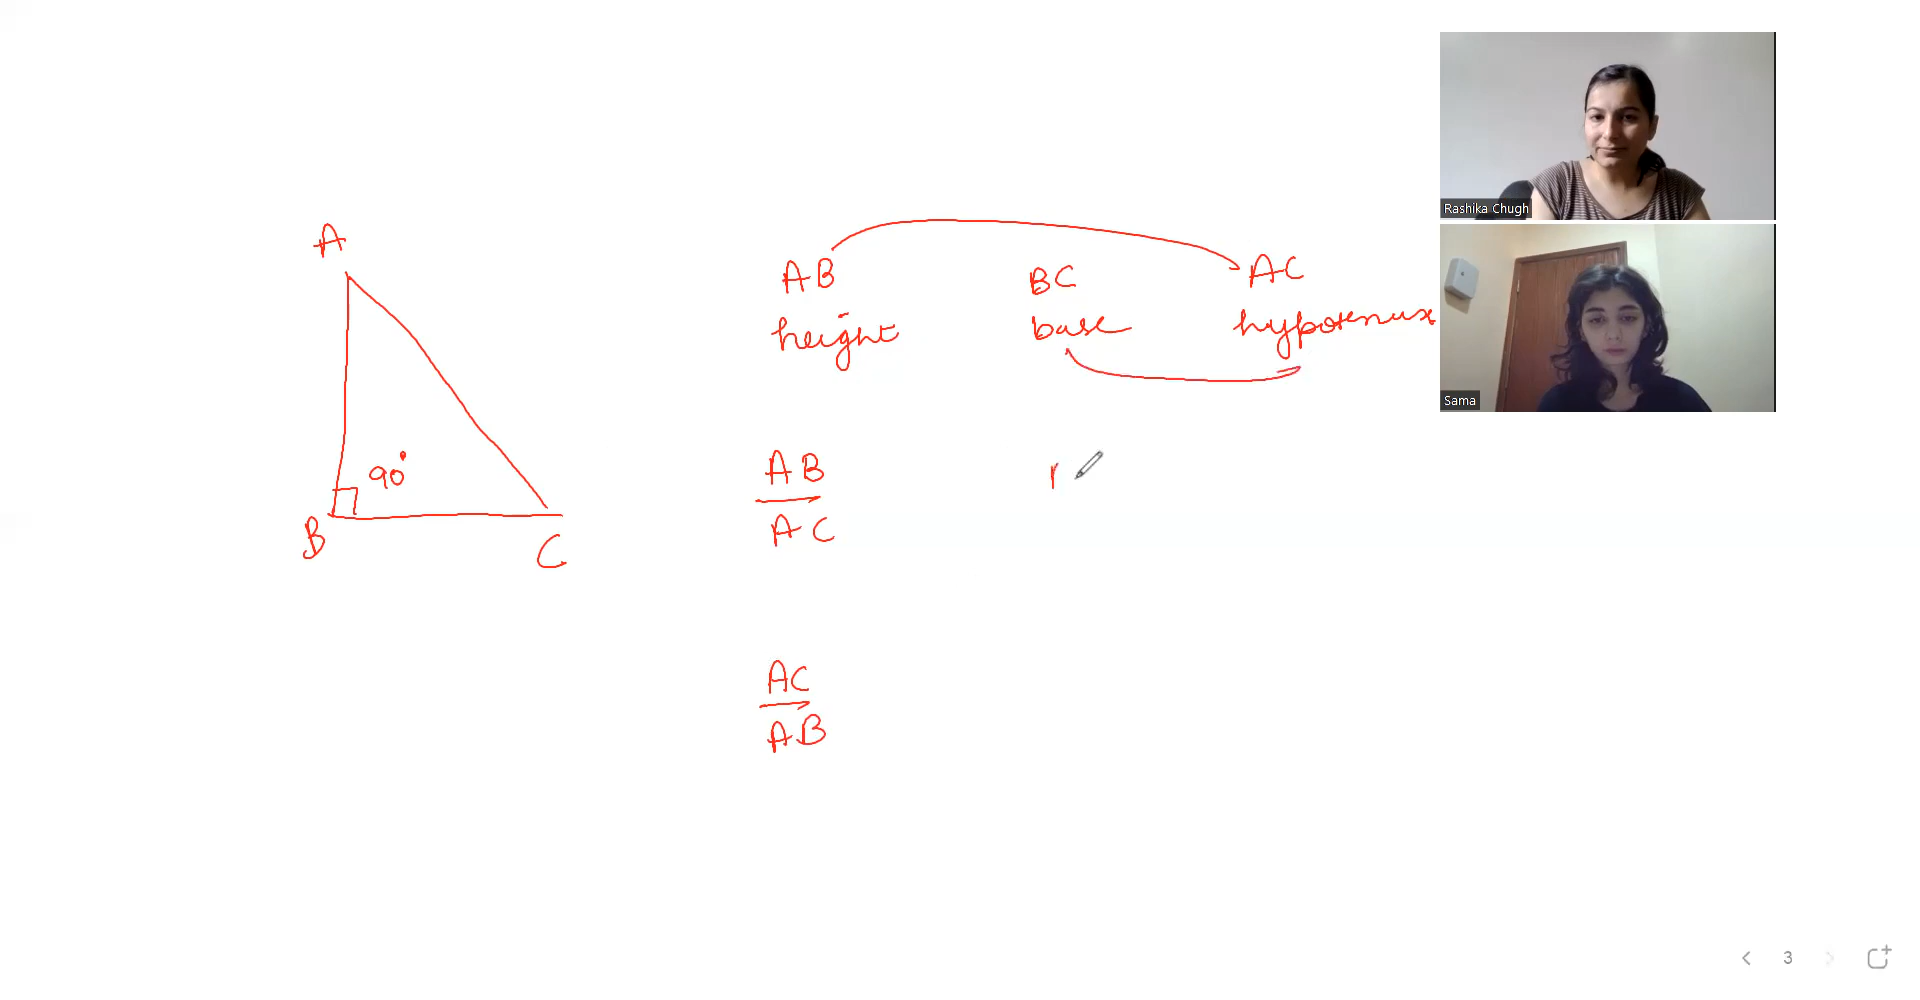 A
90°
B
C
AB BC AC
height base hypotenuse
AB
AC
AC
AB
Rashika Chugh
Sama
3